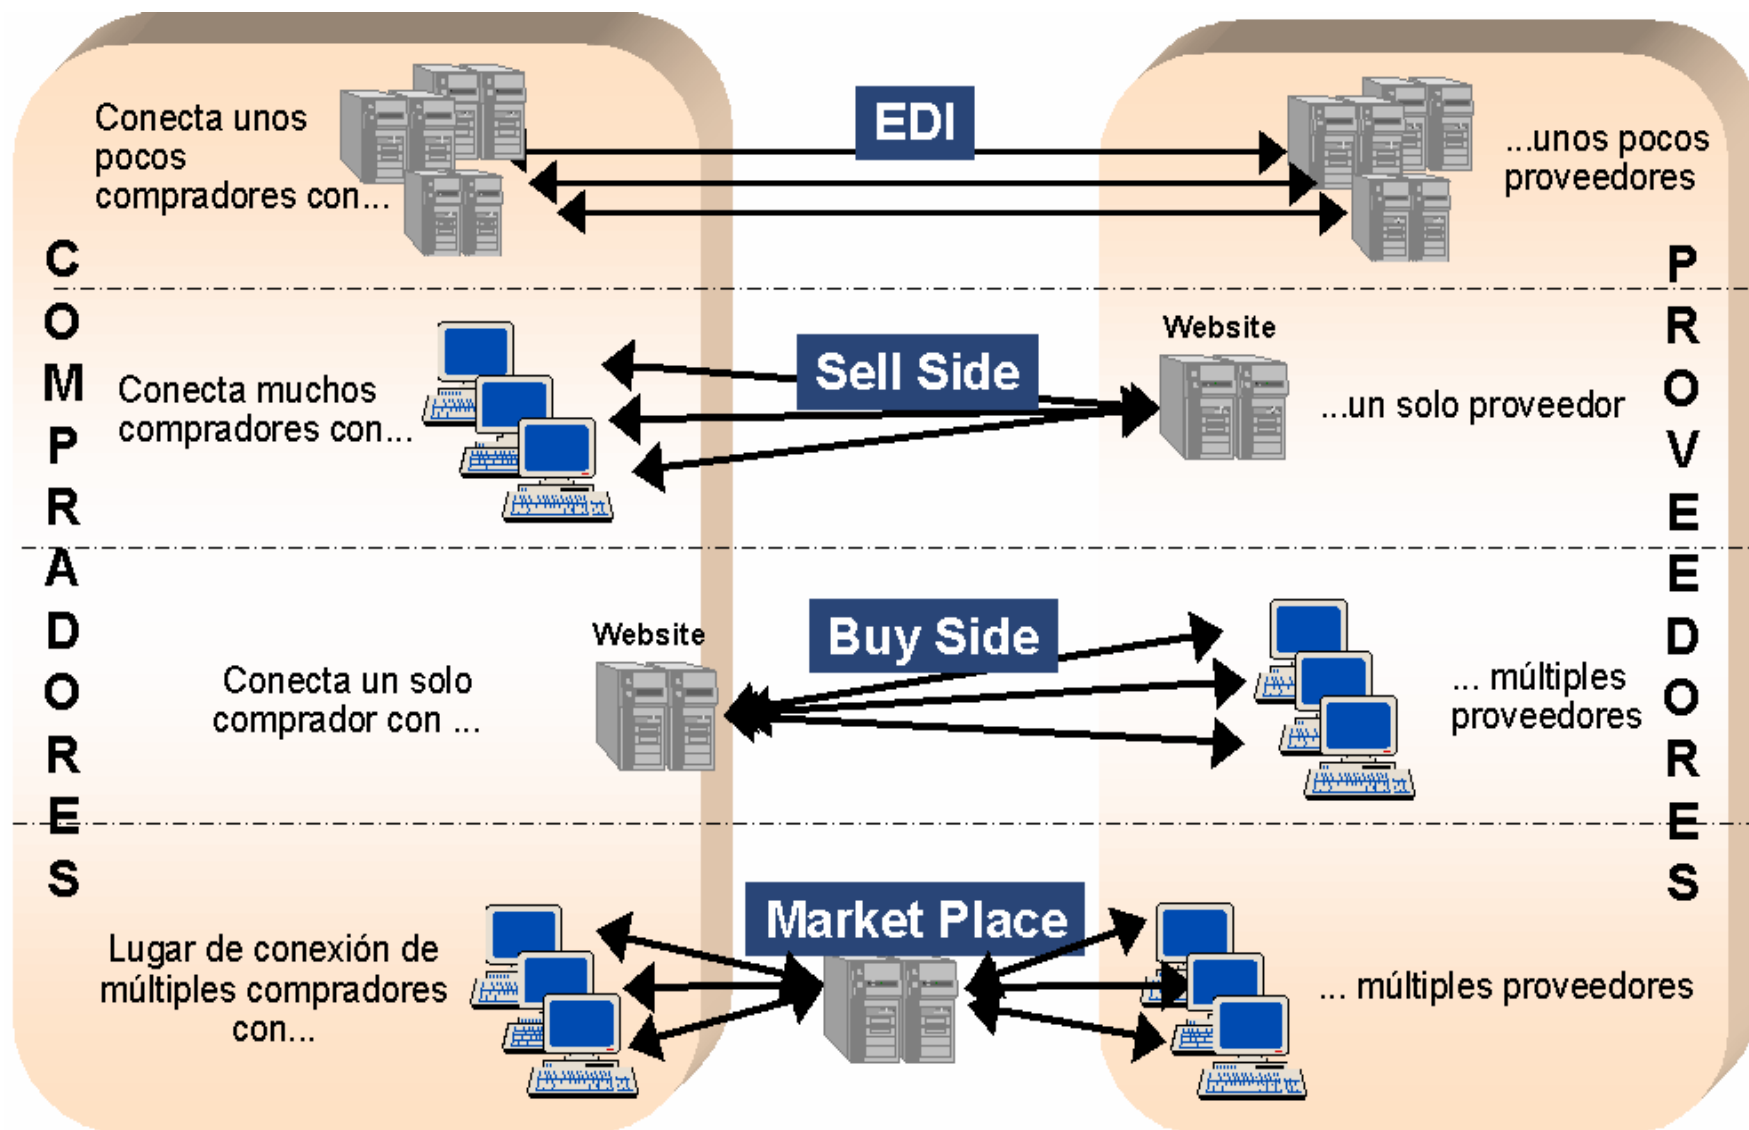 COMPRADORES
Conecta unos
pocos
compradores con...
EDI
...unos pocos
proveedores
Conecta muchos
compradores con...
Sell Side
Website
...un solo proveedor
Conecta un solo
comprador con ...
Website
Buy Side
... múltiples
proveedores
Lugar de conexión de
múltiples compradores
con...
Market Place
... múltiples proveedores
PROVEEDORES